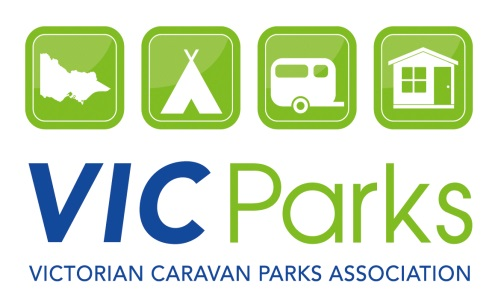 VIC Parks
VICTORIAN CARAVAN PARKS ASSOCIATION